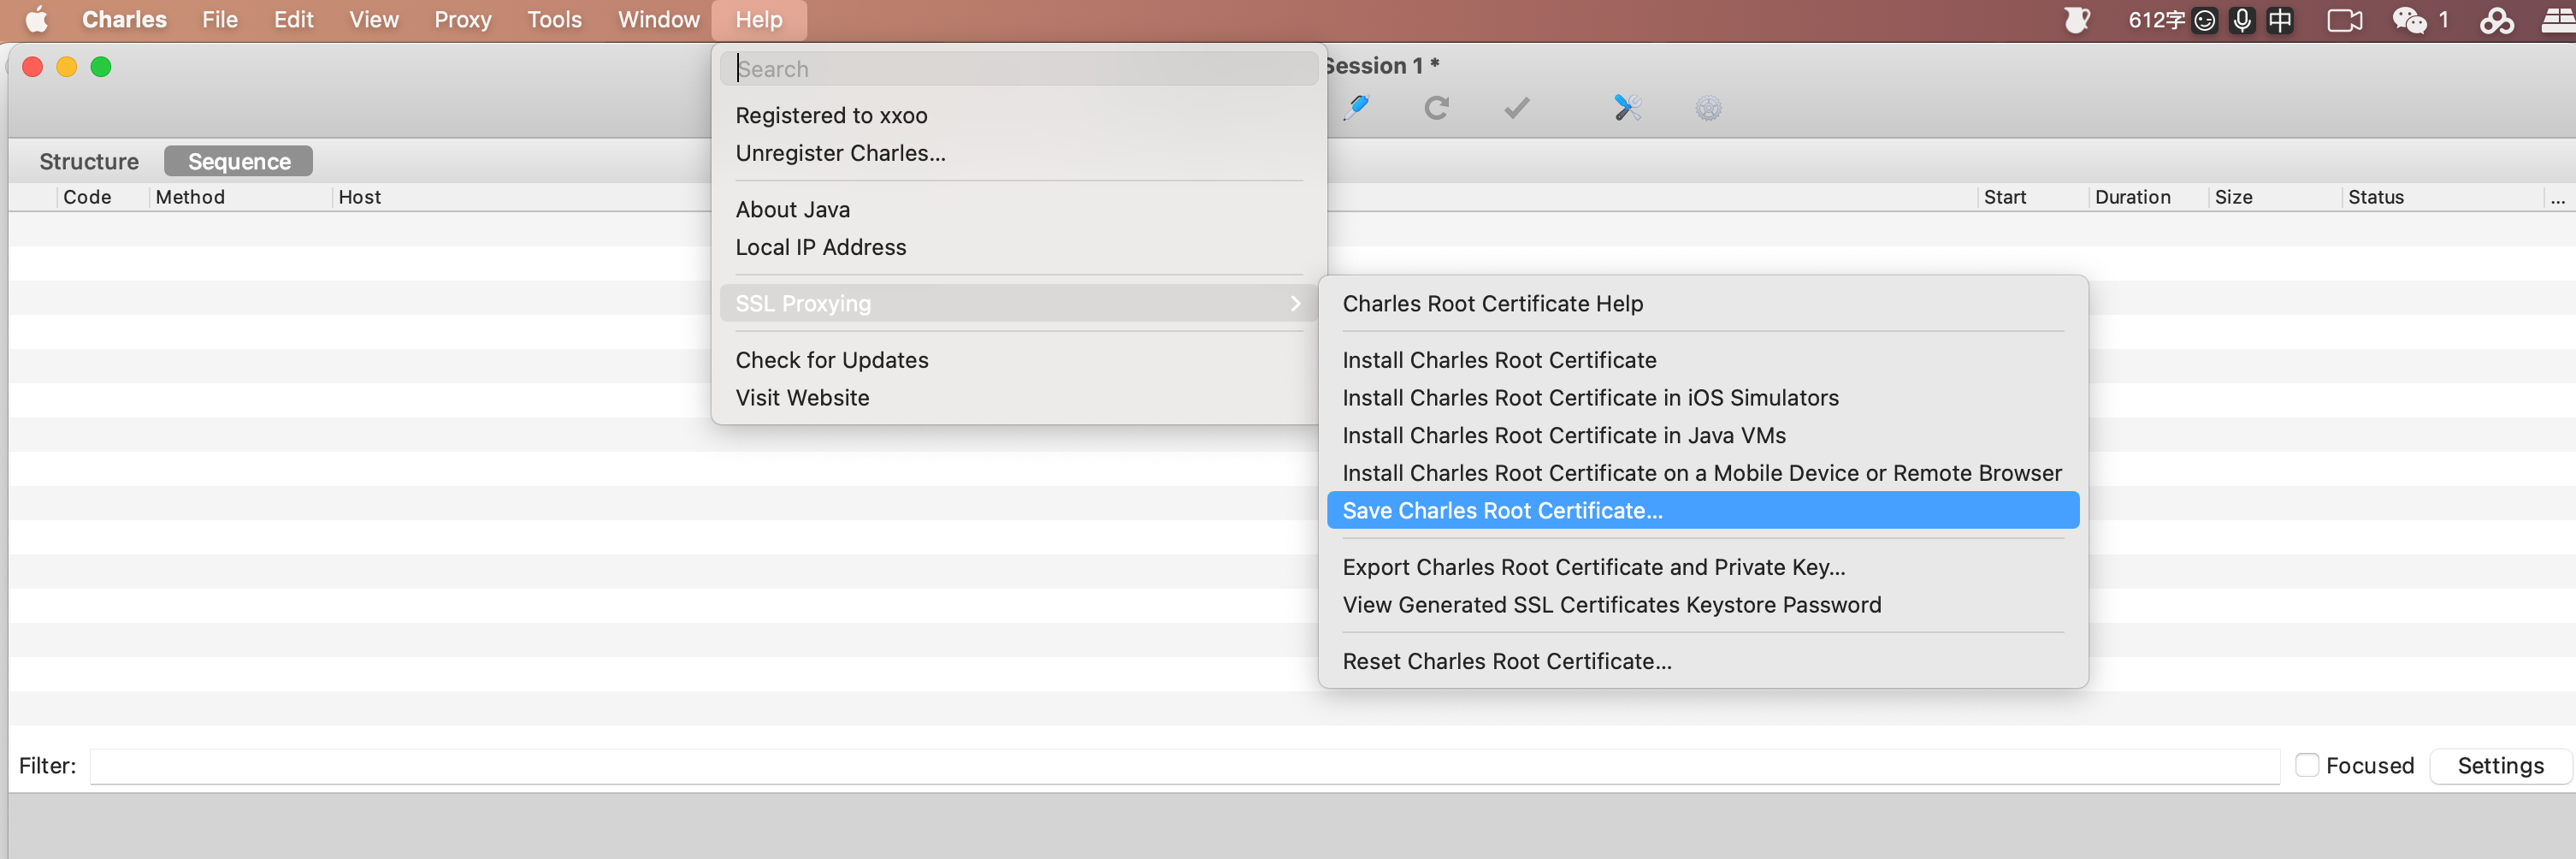 Charles File Edit View Proxy Tools Window Help 612字 中 1
Session 1 *
Search
Registered to xxoo
Unregister Charles...
Structure Sequence
Code Method Host Start Duration Size Status ...
About Java
Local IP Address
SSL Proxying
Check for Updates
Visit Website
Charles Root Certificate Help
Install Charles Root Certificate
Install Charles Root Certificate in iOS Simulators
Install Charles Root Certificate in Java VMs
Install Charles Root Certificate on a Mobile Device or Remote Browser
Save Charles Root Certificate...
Export Charles Root Certificate and Private Key...
View Generated SSL Certificates Keystore Password
Reset Charles Root Certificate...
Filter: Focused Settings